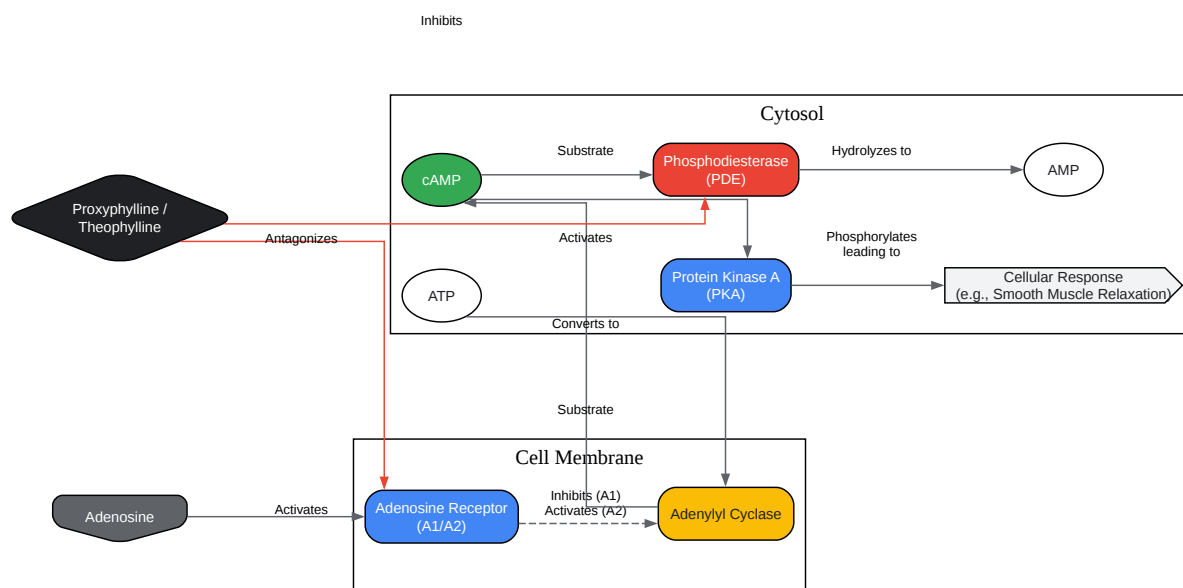 Inhibits
Cytosol
Substrate
Phosphodiesterase
(PDE)
Hydrolyzes to
AMP
cAMP
Proxyphylline /
Theophylline
Antagonizes
Activates
Phosphorylates
leading to
ATP
Protein Kinase A
(PKA)
Cellular Response
(e.g., Smooth Muscle Relaxation)
Converts to
Substrate
Cell Membrane
Adenosine
Activates
Adenosine Receptor
(A1/A2)
Inhibits (A1)
Activates (A2)
Adenylyl Cyclase